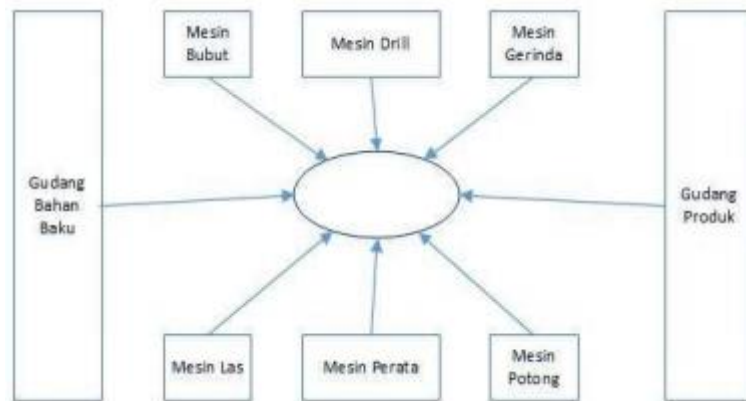 Mesin
Bubut
Mesin Drill
Mesin
Gerinda
Gudang
Bahan
Baku
Gudang
Produk
Mesin Las
Mesin Perata
Mesin
Potong